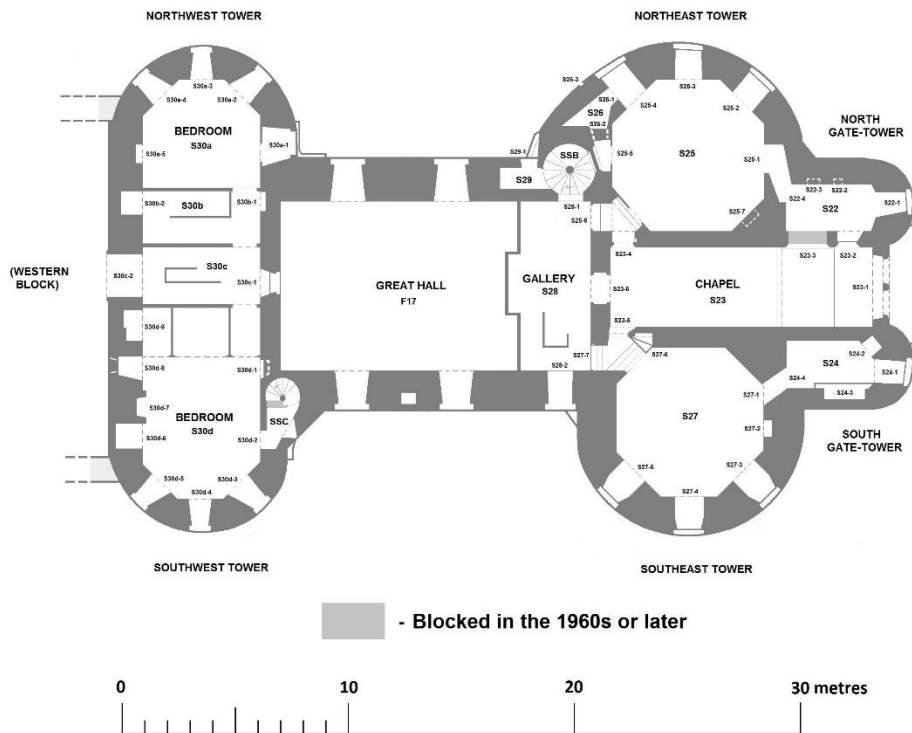 NORTHWEST TOWER
NORTHEAST TOWER
S30a-3
S30a-4
S30a-2
BEDROOM
S30a
S30a-5
S30a-1
S30b-2
S30b
S30b-1
(WESTERN
BLOCK)
S30c-2
S30c
S30c-1
S30d-9
S30d-8
S30d-1
S30d-7
BEDROOM
S30d
S30d-6
S30d-2
SSC
S30d-5
S30d-3
S30d-4
SOUTHWEST TOWER
GREAT HALL
F17
S29-1
S29
SSB
S28-1
GALLERY
S28
S28-2
S26-3
S26-1
S26
S26-2
S25-3
S25-4
S25-2
S25-5
S25
S25-1
S25-6
S25-7
NORTH
GATE-TOWER
S22-3
S22-2
S22-4
S22
S22-1
S23-4
S23-3
S23-2
S23-5
CHAPEL
S23
S23-1
S23-6
S27-7
S27-6
S24
S24-2
S24-1
S24-4
S24-3
S27-1
S27
S27-2
S27-5
S27-3
S27-4
SOUTH
GATE-TOWER
SOUTHEAST TOWER
- Blocked in the 1960s or later
0
10
20
30 metres